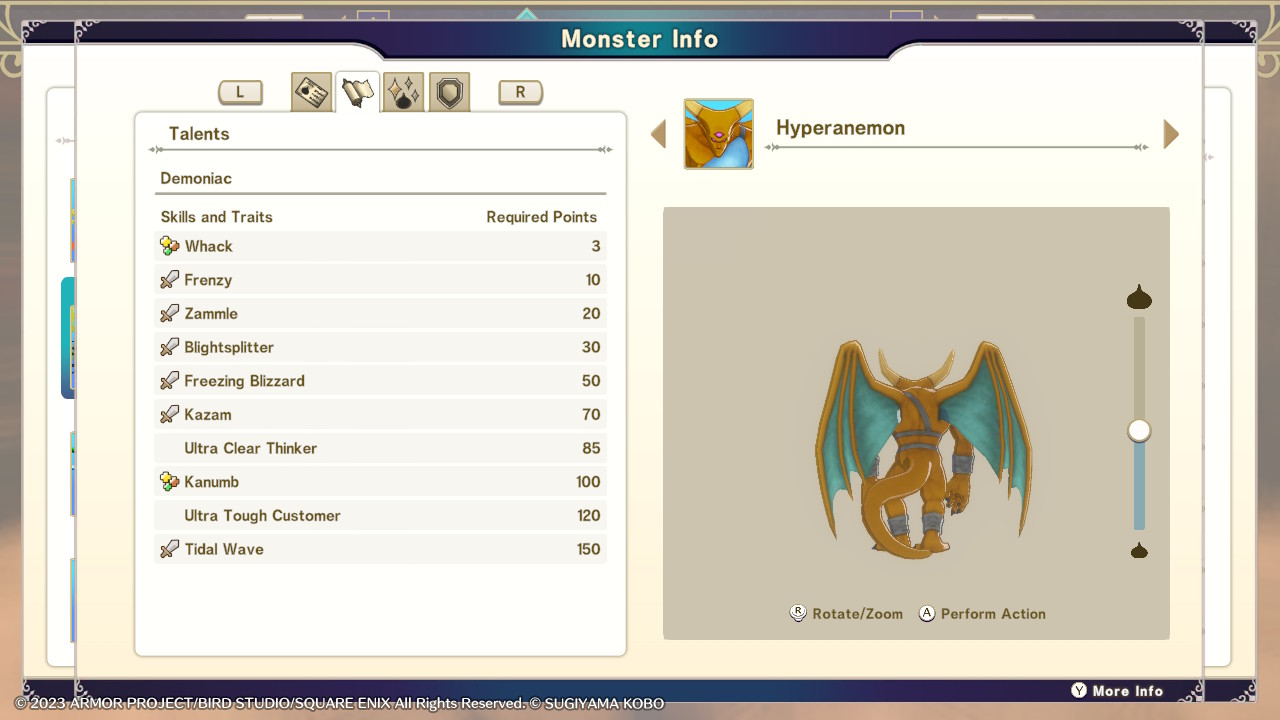 Monster Info
L
R
Talents
Demoniac
Skills and Traits Required Points
Whack 3
Frenzy 10
Zammle 20
Blightsplitter 30
Freezing Blizzard 50
Kazam 70
Ultra Clear Thinker 85
Kanumb 100
Ultra Tough Customer 120
Tidal Wave 150
Hyperanemon
R Rotate/Zoom A Perform Action
Y More Info
© 2023 ARMOR PROJECT/BIRD STUDIO/SQUARE ENIX All Rights Reserved. © SUGIYAMA KOBO